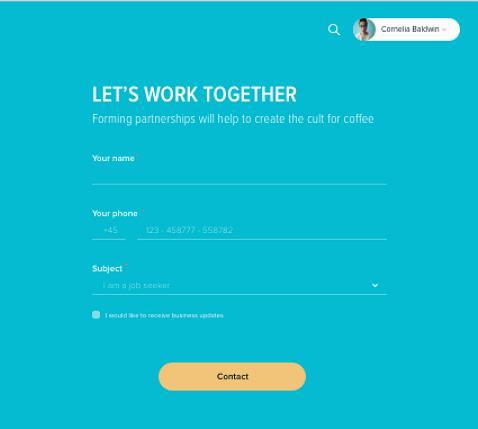 Cornelia Baldwin
LET'S WORK TOGETHER
Forming partnerships will help to create the cult for coffee
Your name
Your phone
+45 123 - 458777 - 558782
Subject
I am a job seeker
I would like to receive business updates
Contact